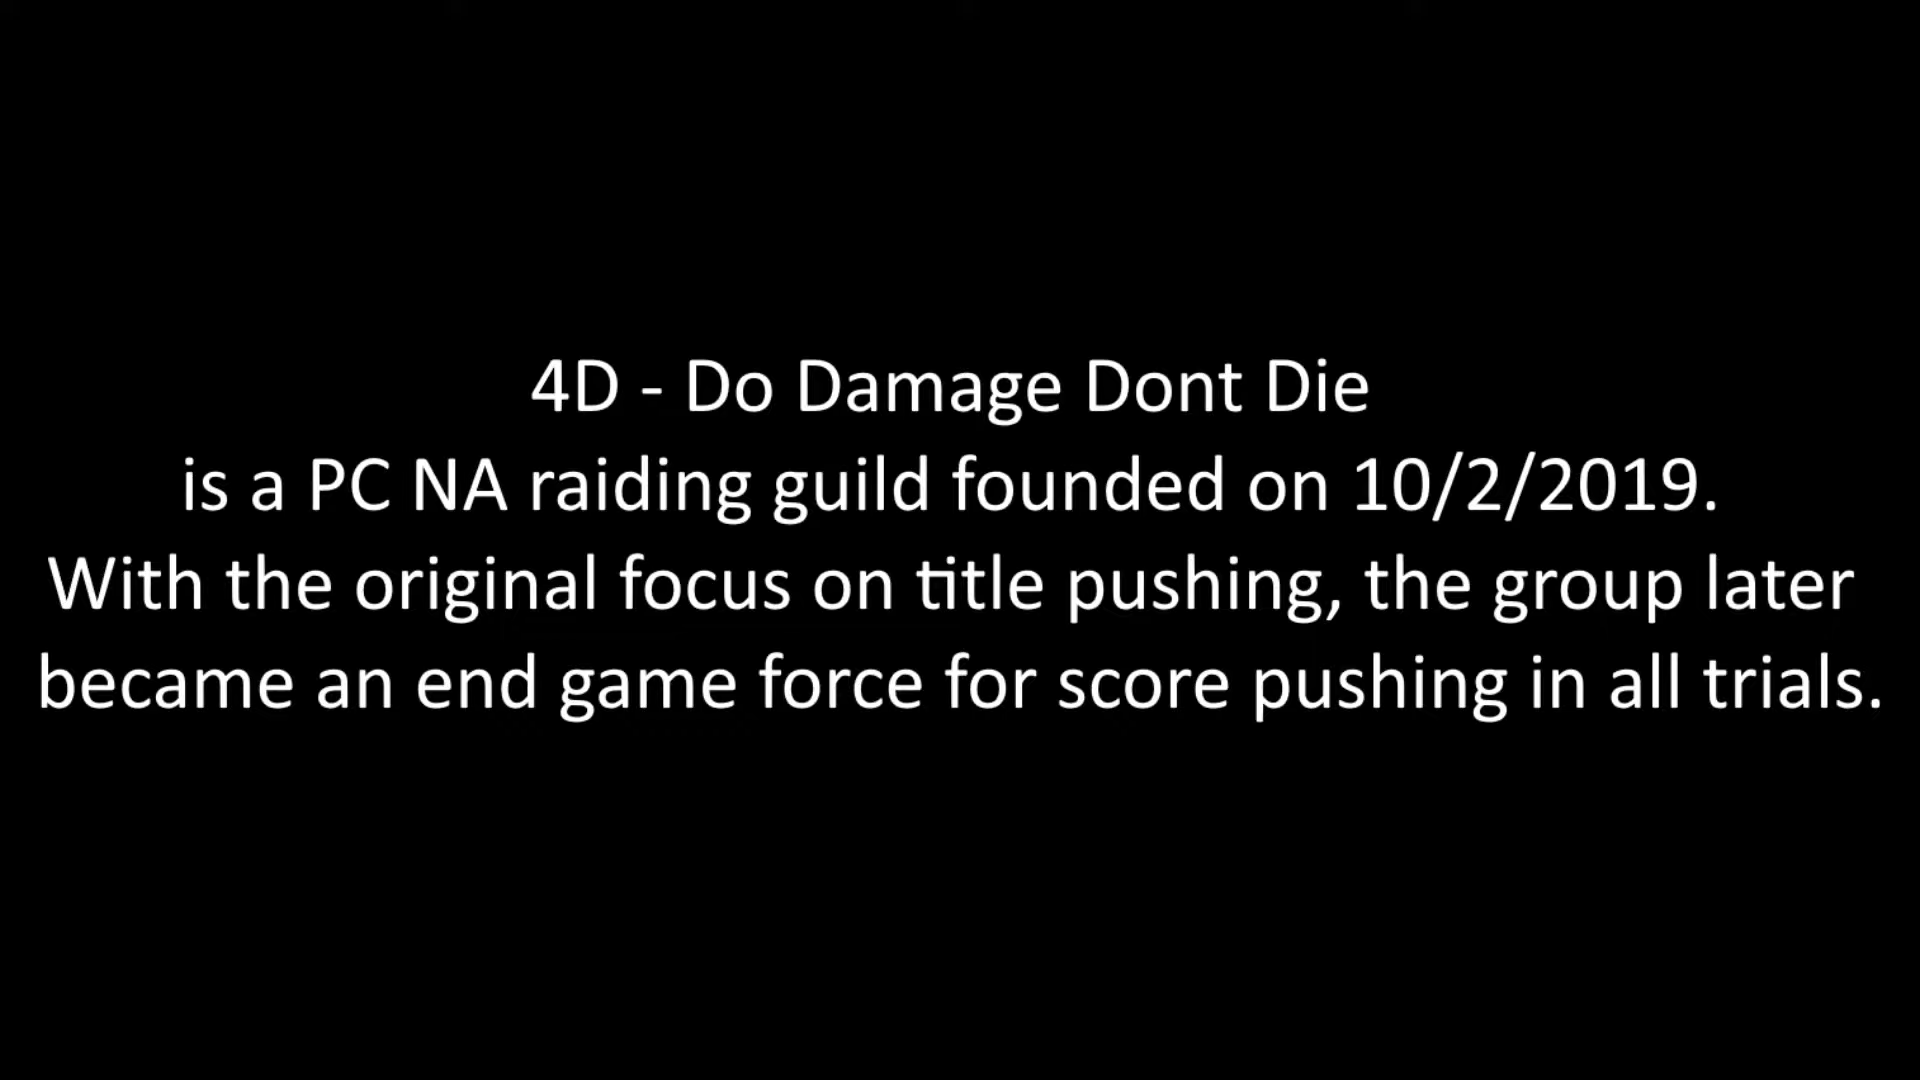 4D - Do Damage Dont Die
is a PC NA raiding guild founded on 10/2/2019.
With the original focus on title pushing, the group later
became an end game force for score pushing in all trials.